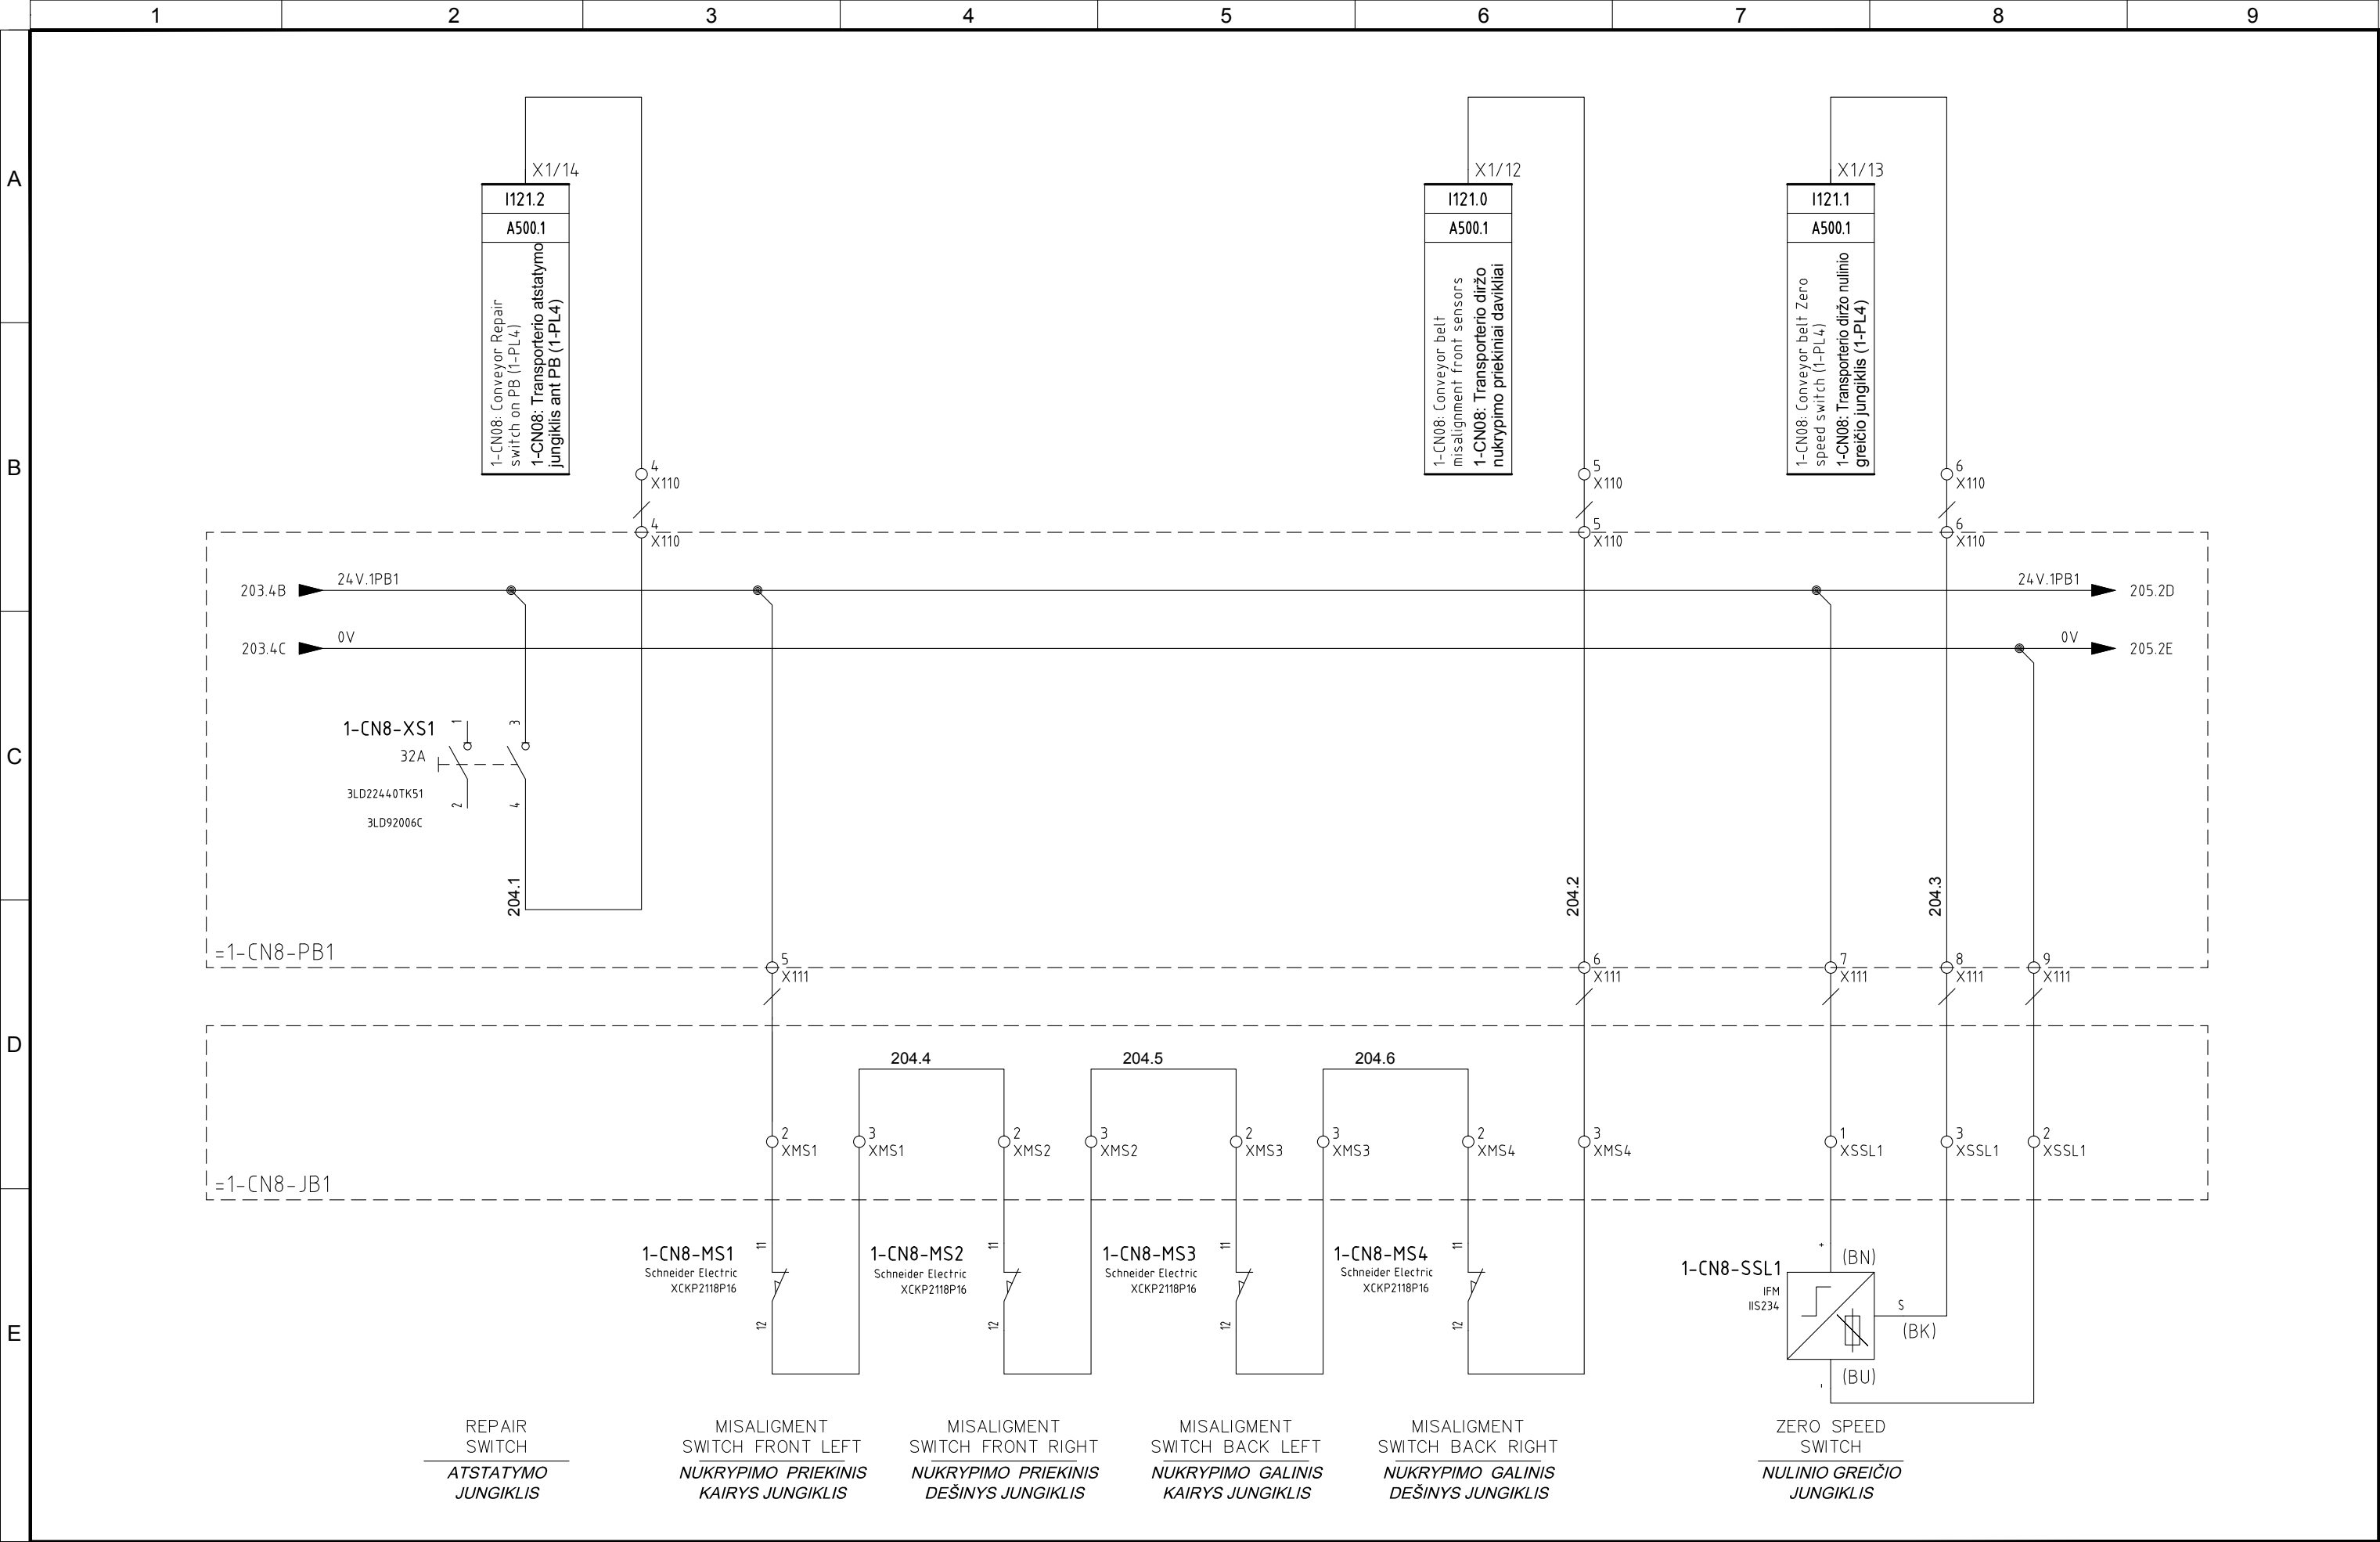 1 2 3 4 5 6 7 8 9
A
B
C
D
E
X1/14
I121.2
A500.1
1-CN08: Conveyor Repair
switch on PB (1-PL4)
1-CN08: Transporterio atstatymo
jungiklis ant PB (1-PL4)
4
X110
4
X110
X1/12
I121.0
A500.1
1-CN08: Conveyor belt
misalignment front sensors
1-CN08: Transporterio diržo
nukrypimo priekiniai davikliai
5
X110
5
X110
X1/13
I121.1
A500.1
1-CN08: Conveyor belt Zero
speed switch (1-PL4)
1-CN08: Transporterio diržo nulinio
greičio jungiklis (1-PL4)
6
X110
6
X110
203.4B
24V.1PB1
24V.1PB1
205.2D
203.4C
0V
0V
205.2E
1-CN8-XS1
32A
3LD22440TK51
3LD92006C
1
2
3
4
204.1
204.2
204.3
=1-CN8-PB1
5
X111
6
X111
7
X111
8
X111
9
X111
204.4
204.5
204.6
2
XMS1
3
XMS1
2
XMS2
3
XMS2
2
XMS3
3
XMS3
2
XMS4
3
XMS4
1
XSSL1
3
XSSL1
2
XSSL1
=1-CN8-JB1
1-CN8-MS1
Schneider Electric
XCKP2118P16
11
12
1-CN8-MS2
Schneider Electric
XCKP2118P16
11
12
1-CN8-MS3
Schneider Electric
XCKP2118P16
11
12
1-CN8-MS4
Schneider Electric
XCKP2118P16
11
12
1-CN8-SSL1
IFM
IIS234
+
(BN)
S
(BK)
-
(BU)
REPAIR
SWITCH
ATSTATYMO
JUNGIKLIS
MISALIGMENT
SWITCH FRONT LEFT
NUKRYPIMO PRIEKINIS
KAIRYS JUNGIKLIS
MISALIGMENT
SWITCH FRONT RIGHT
NUKRYPIMO PRIEKINIS
DEŠINYS JUNGIKLIS
MISALIGMENT
SWITCH BACK LEFT
NUKRYPIMO GALINIS
KAIRYS JUNGIKLIS
MISALIGMENT
SWITCH BACK RIGHT
NUKRYPIMO GALINIS
DEŠINYS JUNGIKLIS
ZERO SPEED
SWITCH
NULINIO GREIČIO
JUNGIKLIS